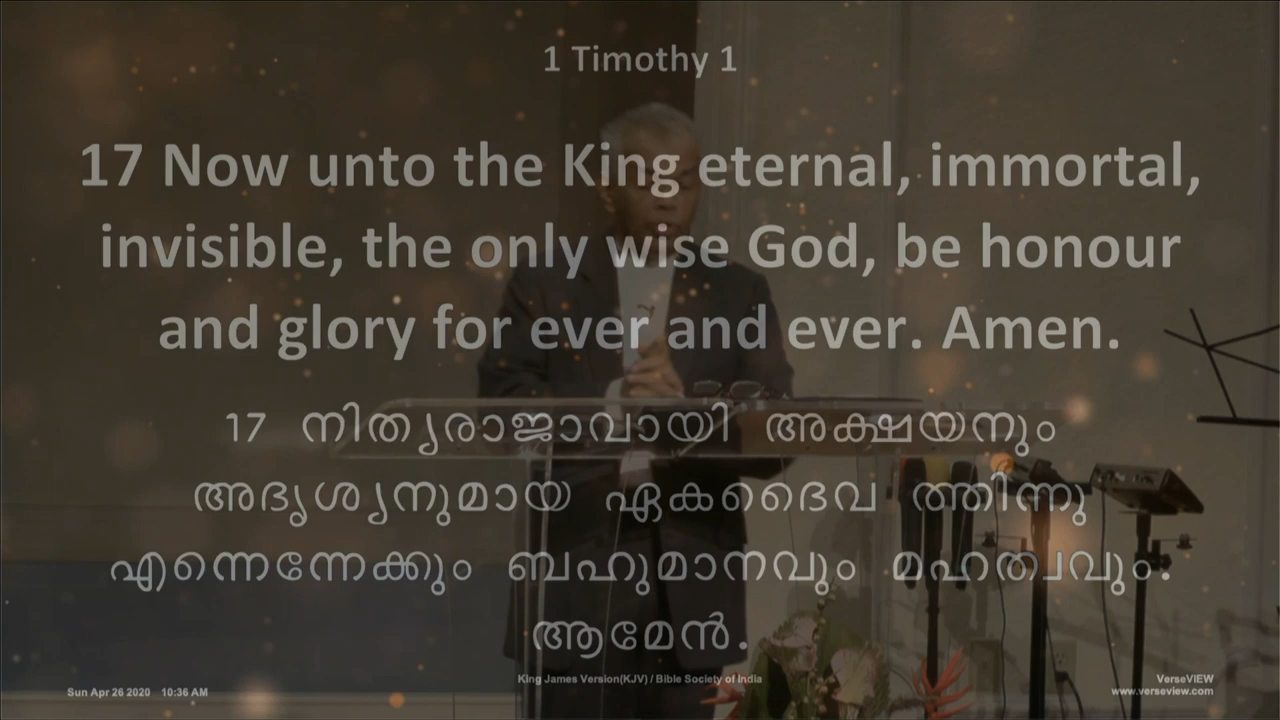 1 Timothy 1
17 Now unto the King eternal, immortal,
invisible, the only wise God, be honour
and glory for ever and ever. Amen.
17 നിത്യരാജാവായി അക്ഷയനും
അദൃശ്യനുമായ ഏകദൈവ ത്തിന്നു
എന്നെന്നേക്കും ബഹുമാനവും മഹത്വവും.
ആമേൻ.
King James Version(KJV) / Bible Society of India
Sun Apr 26 2020 10:36 AM
VerseVIEW
www.verseview.com